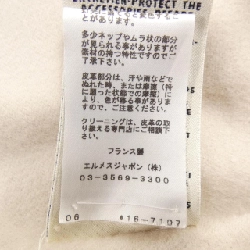 PROTECT THE
ACCESSORIES
多少ネップやムラ状の部分
が見られる事がありますが
素材の持つ特性ですのでご
了承下さい。
皮革部分は、汗や雨などで
ぬれた時、または摩擦（特
に湿った状態での摩擦）に
より、色が移る事がありま
すので、ご注意ください。
クリーニングは、皮革の取
り扱える専門店にご相談下
さい。
フランス製
エルメスジャポン（株）
03-3569-3300
06 #15-7107